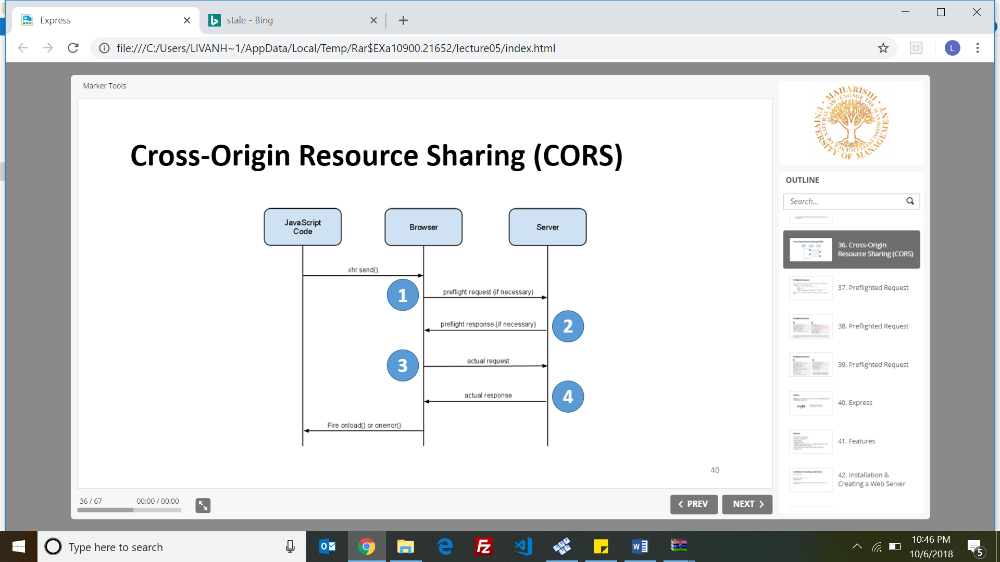 Express
stale - Bing
file:///C:/Users/LIVANH~1/AppData/Local/Temp/Rar$EXa10900.21652/lecture05/index.html
L
Marker Tools
Cross-Origin Resource Sharing (CORS)
JavaScript
Code
Browser
Server
xhr.send();
1
preflight request (if necessary)
preflight response (if necessary)
2
3
actual request
actual response
4
Fire onload() or onerror()
40
36 / 67
00:00 / 00:00
PREV
NEXT
MAHARISHI
UNIVERSITY OF MANAGEMENT
OUTLINE
Search...
36. Cross-Origin
Resource Sharing (CORS)
37. Preflighted Request
38. Preflighted Request
39. Preflighted Request
40. Express
41. Features
42. Installation &
Creating a Web Server
Type here to search
10:46 PM
10/6/2018
5